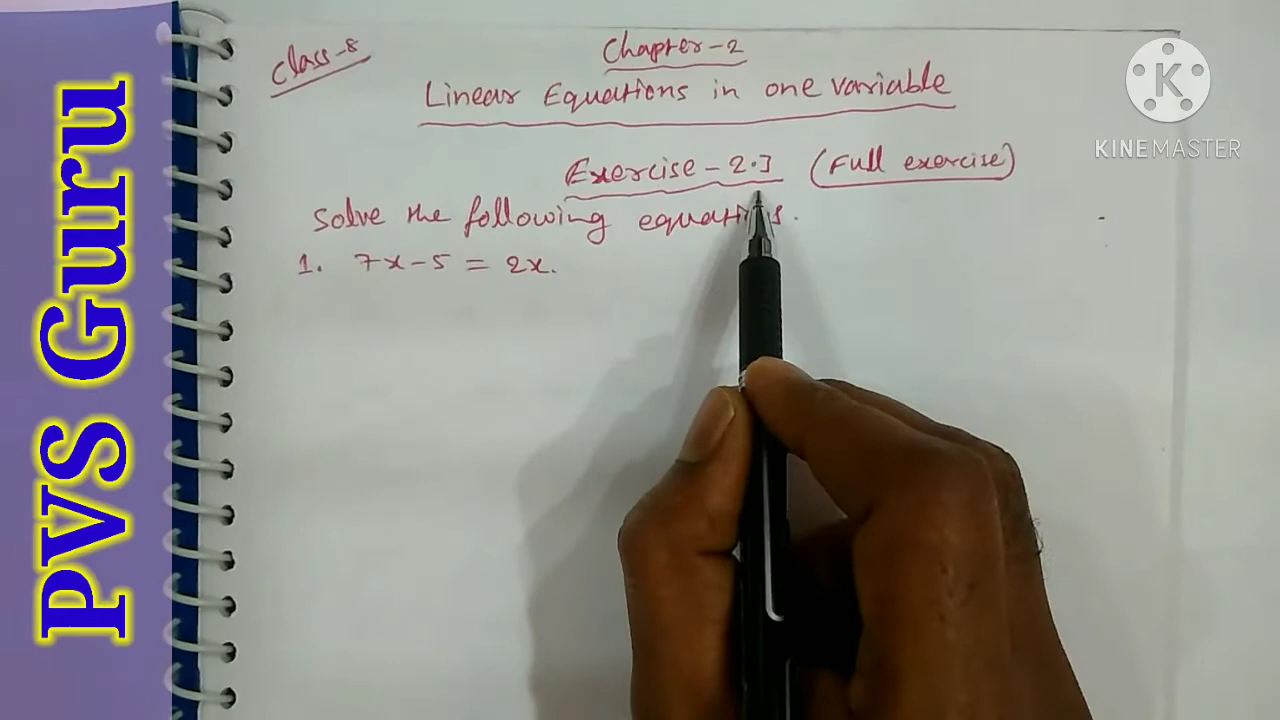 Class-8
Chapter-2
Linear Equations in one variable
Exercise-2.3 (Full exercise)
Solve the following equations.
1. 7x-5 = 2x.
PVS Guru
K
KINEMASTER